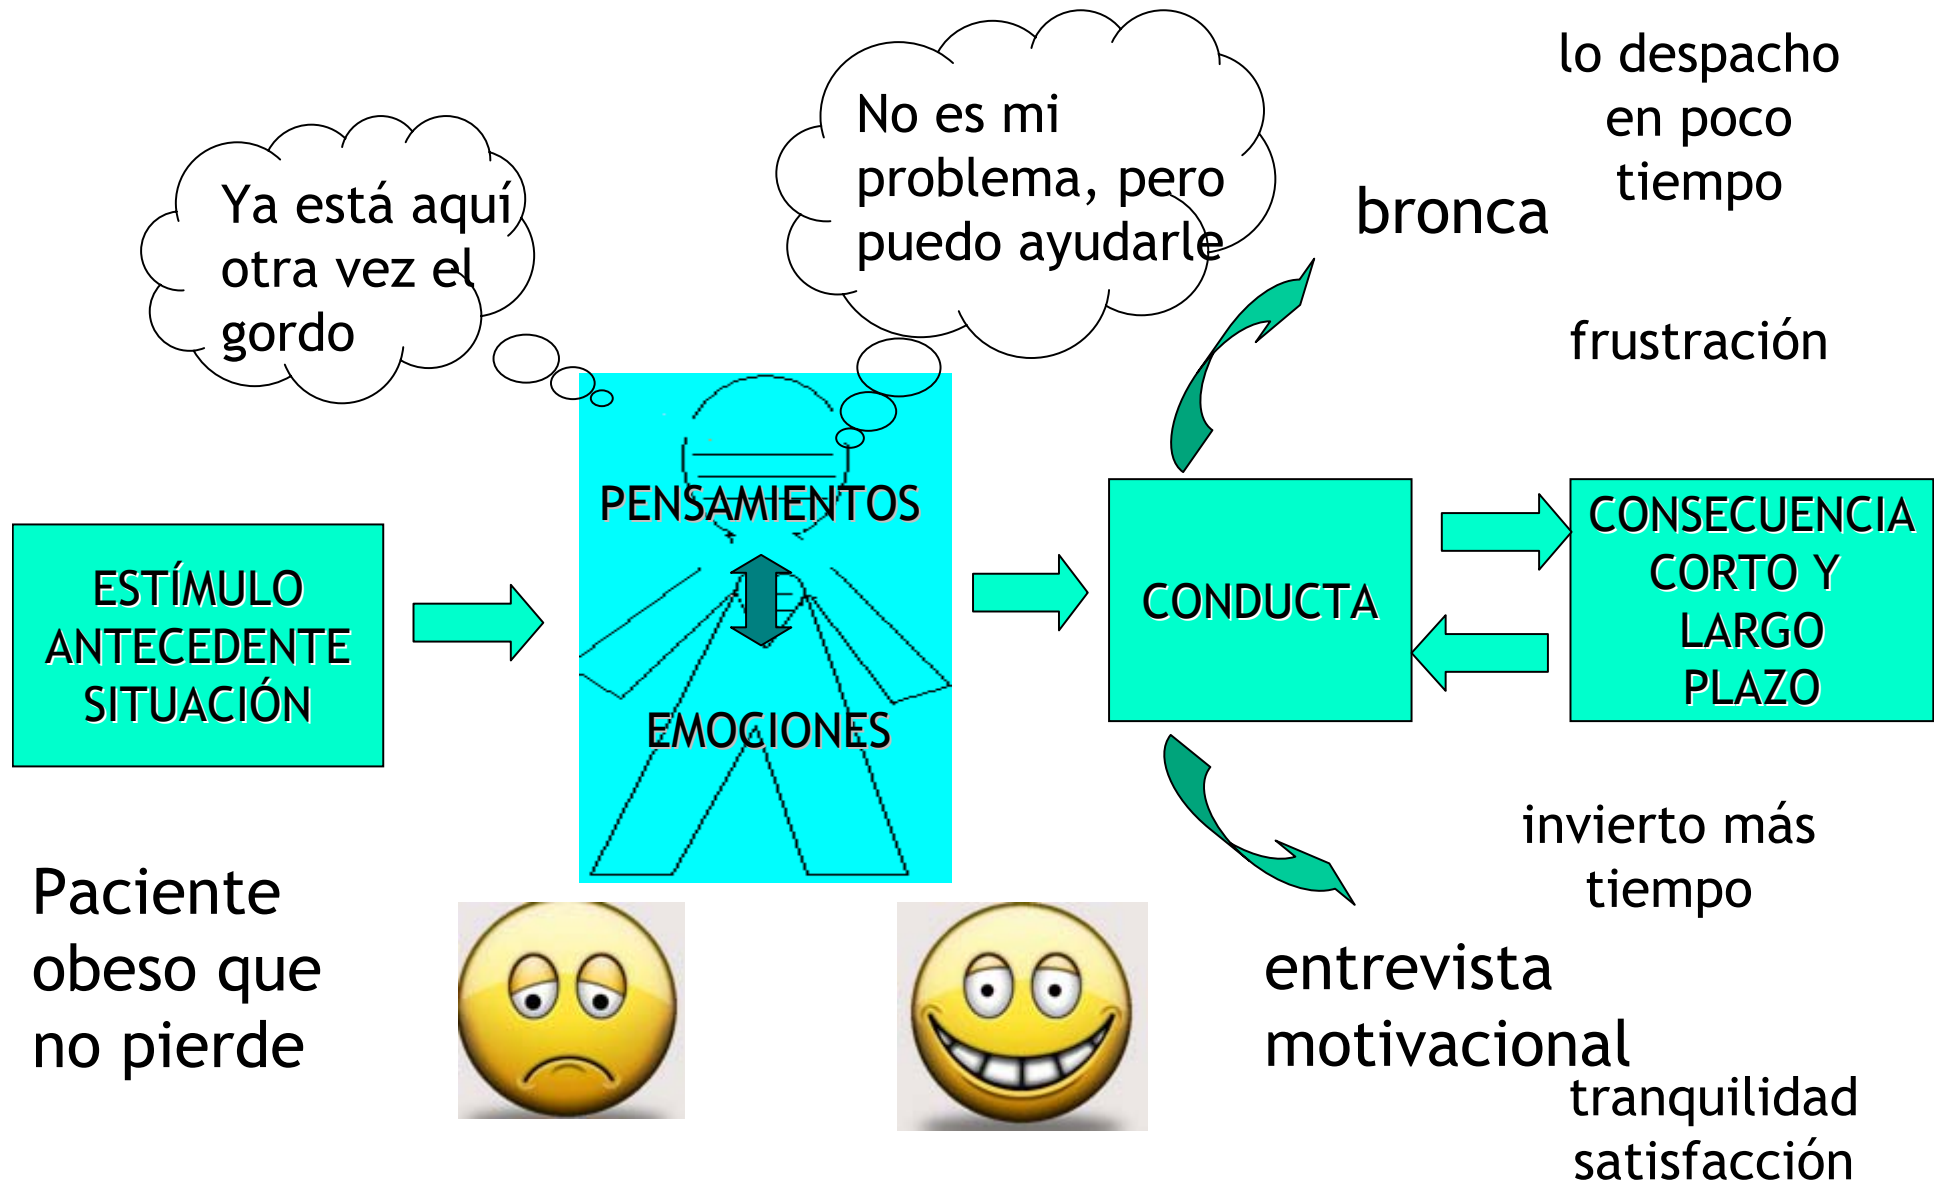 Ya está aquí
otra vez el
gordo
No es mi
problema, pero
puedo ayudarle
bronca
lo despacho
en poco
tiempo
frustración
ESTÍMULO
ANTECEDENTE
SITUACIÓN
PENSAMIENTOS
EMOCIONES
CONDUCTA
CONSECUENCIA
CORTO Y
LARGO
PLAZO
Paciente
obeso que
no pierde
invierto más
tiempo
entrevista
motivacional
tranquilidad
satisfacción